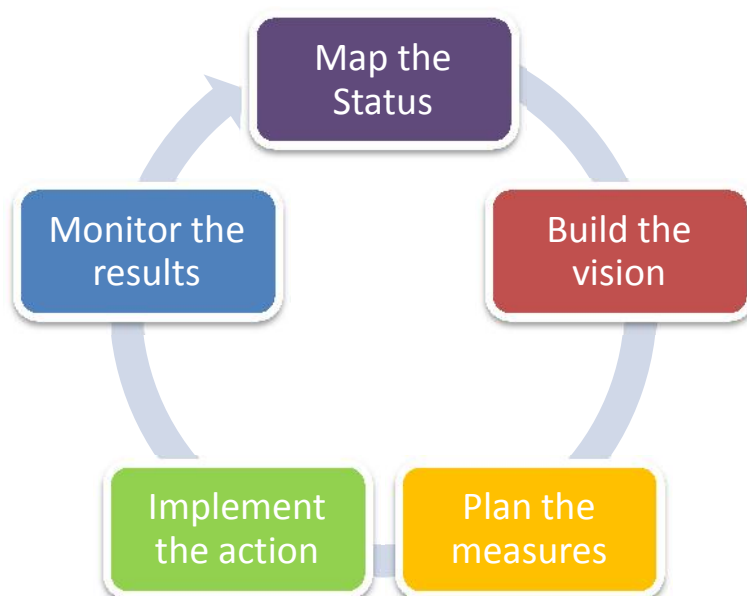 Map the
Status
Build the
vision
Plan the
measures
Implement
the action
Monitor the
results